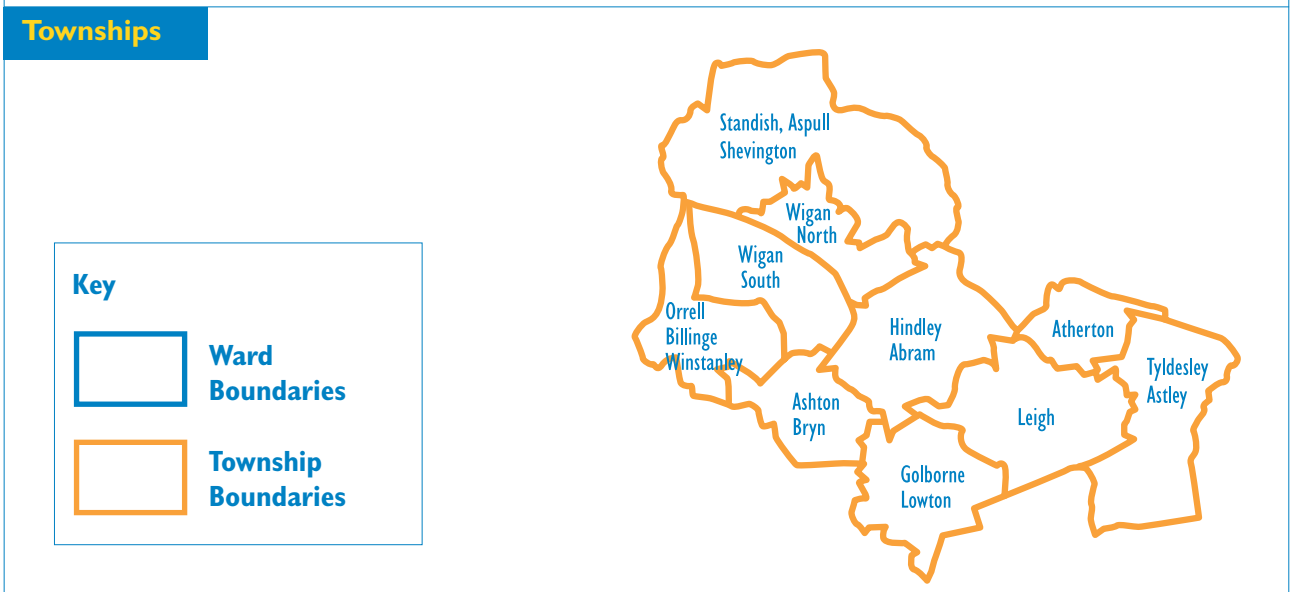 Townships
Standish, Aspull
Shevington
Wigan
North
Wigan
South
Orrell
Billinge
Winstanley
Hindley
Abram
Atherton
Tyldesley
Astley
Ashton
Bryn
Leigh
Golborne
Lowton
Key
Ward
Boundaries
Township
Boundaries